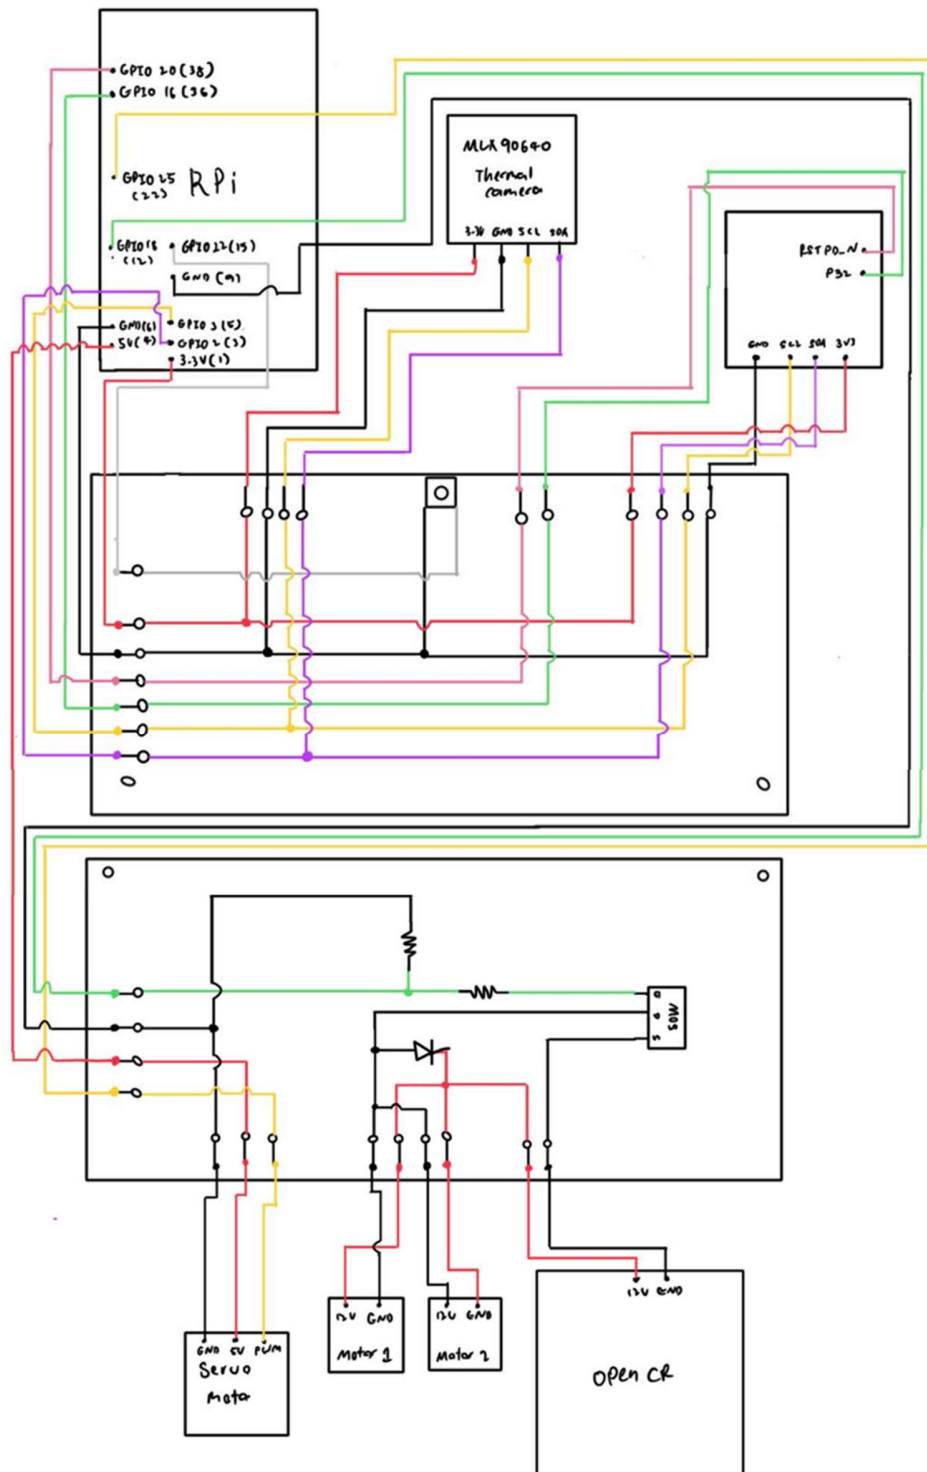 GPIO 20 (38)
GPIO 16 (36)
GPIO 25
(22)
RPi
GPIO 18
(12)
GPIO 22 (15)
GND (9)
GND (6)
GPIO 3 (5)
5V (4)
GPIO 2 (3)
3.3V (1)
MLX90640
Thermal
camera
3.3V GND SCL SDA
RSTPD_N
P32
GND SCL SDA 3V3
G
D
S
MOS
GND 5V PWM
Servo
Motor
12V GND
Motor 1
12V GND
Motor 2
12V GND
OPEN CR